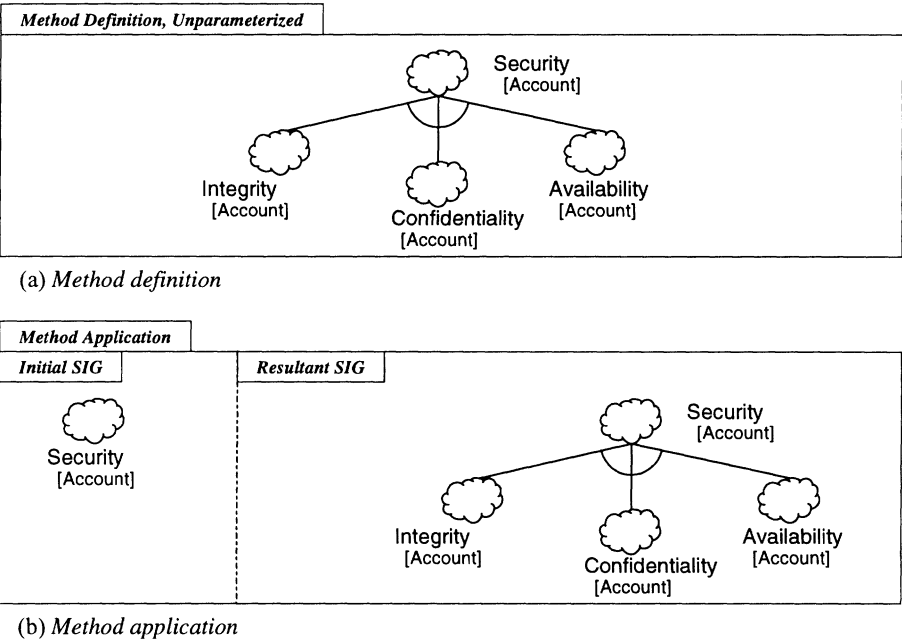 Method Definition, Unparameterized
Security
[Account]
Integrity
[Account]
Confidentiality
[Account]
Availability
[Account]
(a) Method definition
Method Application
Initial SIG
Security
[Account]
Resultant SIG
Security
[Account]
Integrity
[Account]
Confidentiality
[Account]
Availability
[Account]
(b) Method application